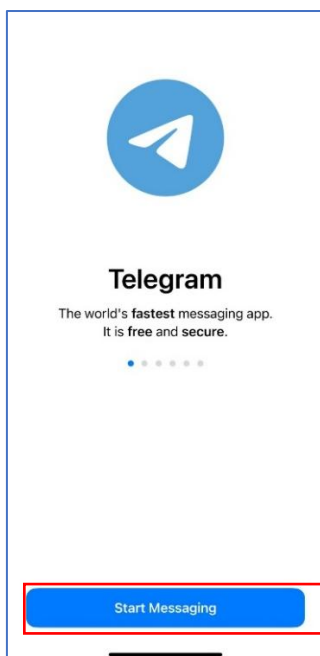 Telegram
The world's fastest messaging app.
It is free and secure.
Start Messaging